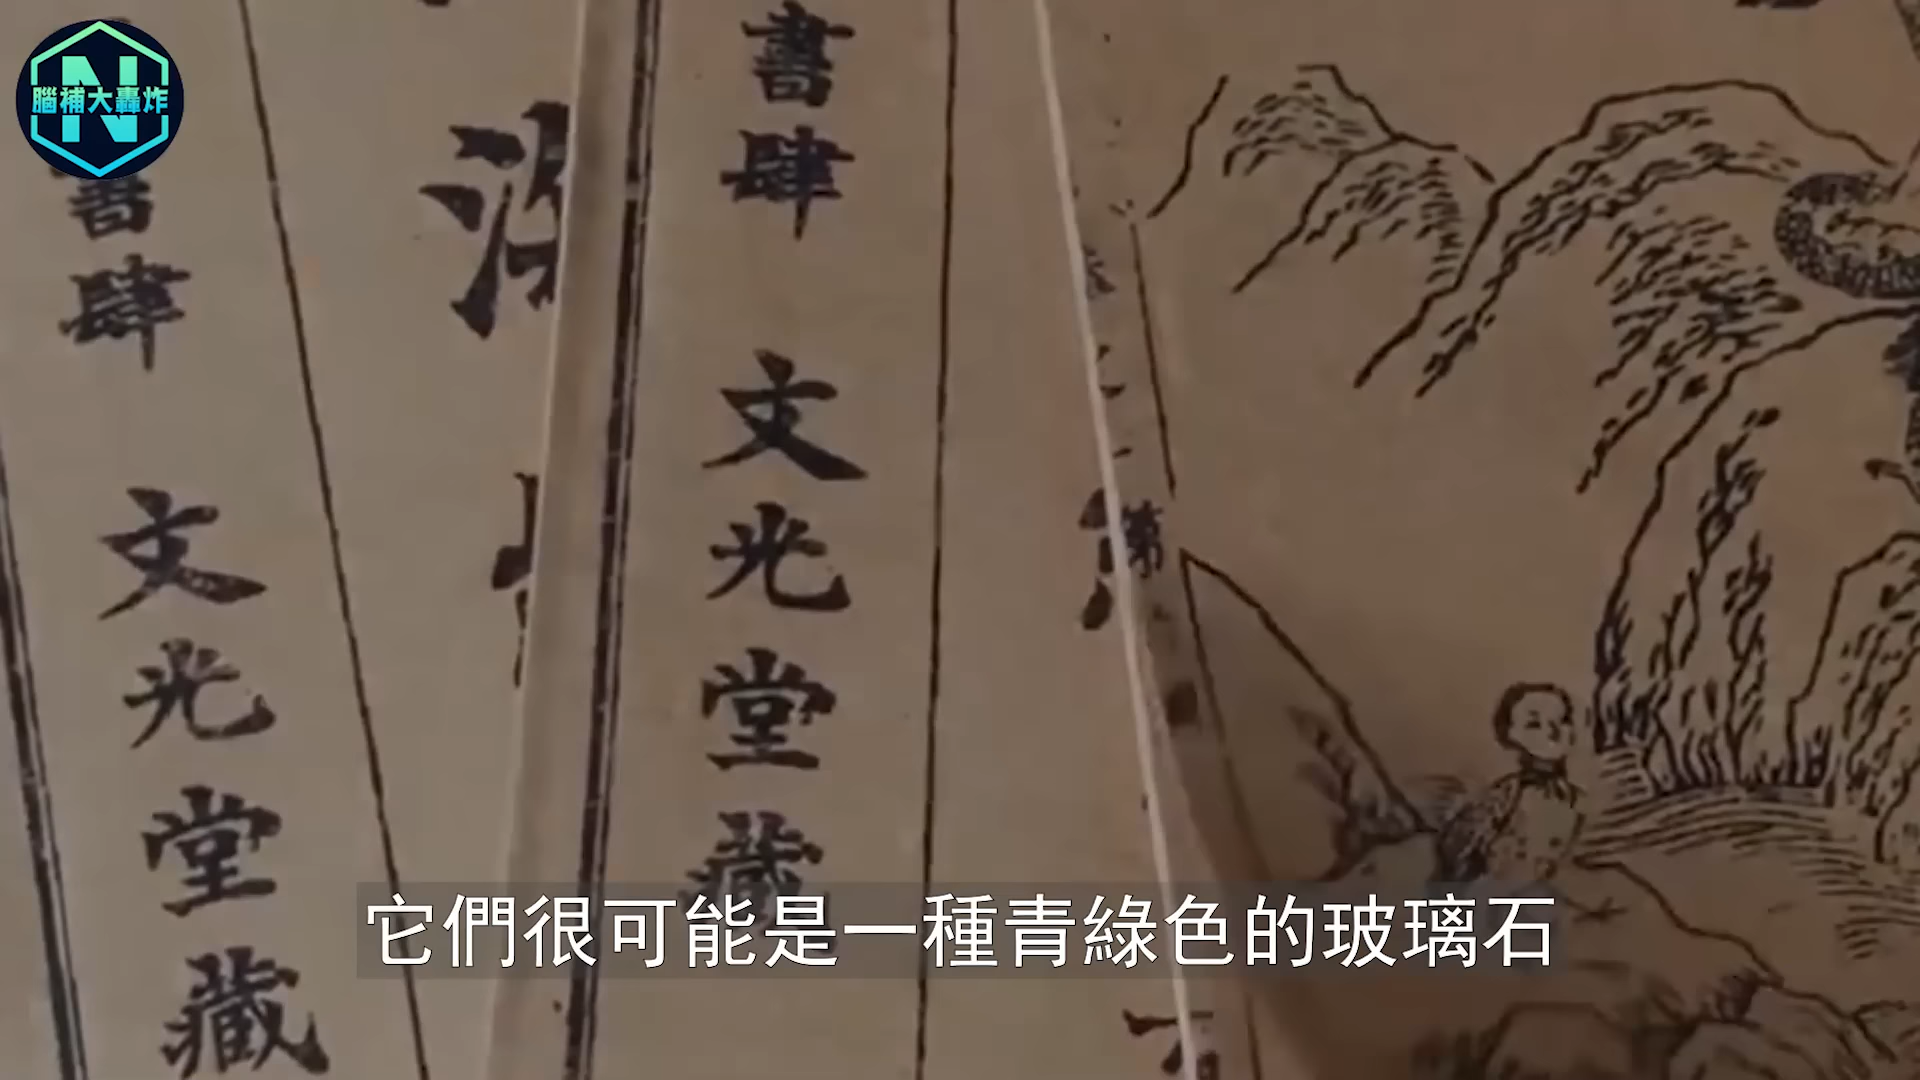 腦補大轟炸
書肆 文光堂藏
書肆 文光堂藏
第
它們很可能是一種青綠色的玻璃石